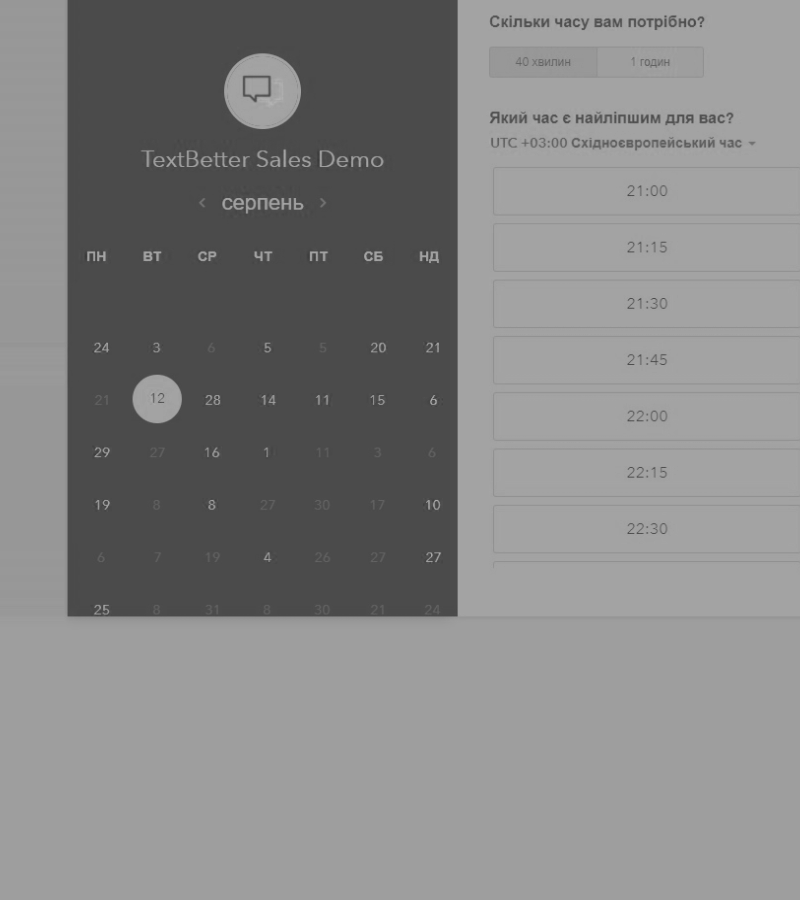 TextBetter Sales Demo
серпень
ПН ВТ СР ЧТ ПТ СБ НД
24 3 6 5 5 20 21
21 12 28 14 11 15 6
29 27 16 1 11 3 6
19 8 8 27 30 17 10
6 7 19 4 26 27 27
25 8 31 8 30 21 24
Скільки часу вам потрібно?
40 хвилин 1 годин
Який час є найліпшим для вас?
UTC +03:00 Східноєвропейський час
21:00
21:15
21:30
21:45
22:00
22:15
22:30